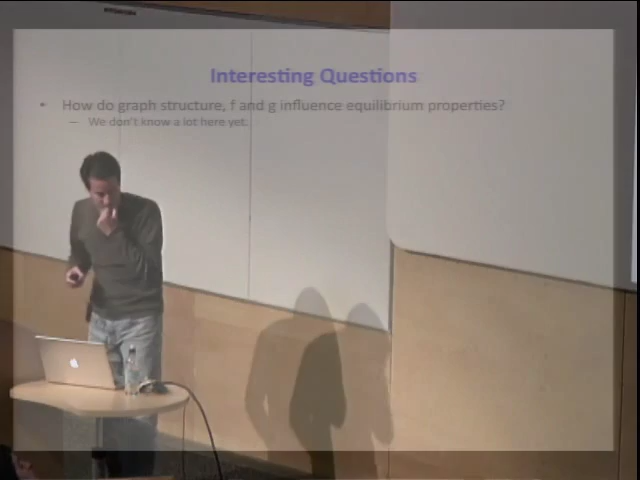 Interesting Questions
• How do graph structure, f and g influence equilibrium properties?
– We don't know a lot here yet.